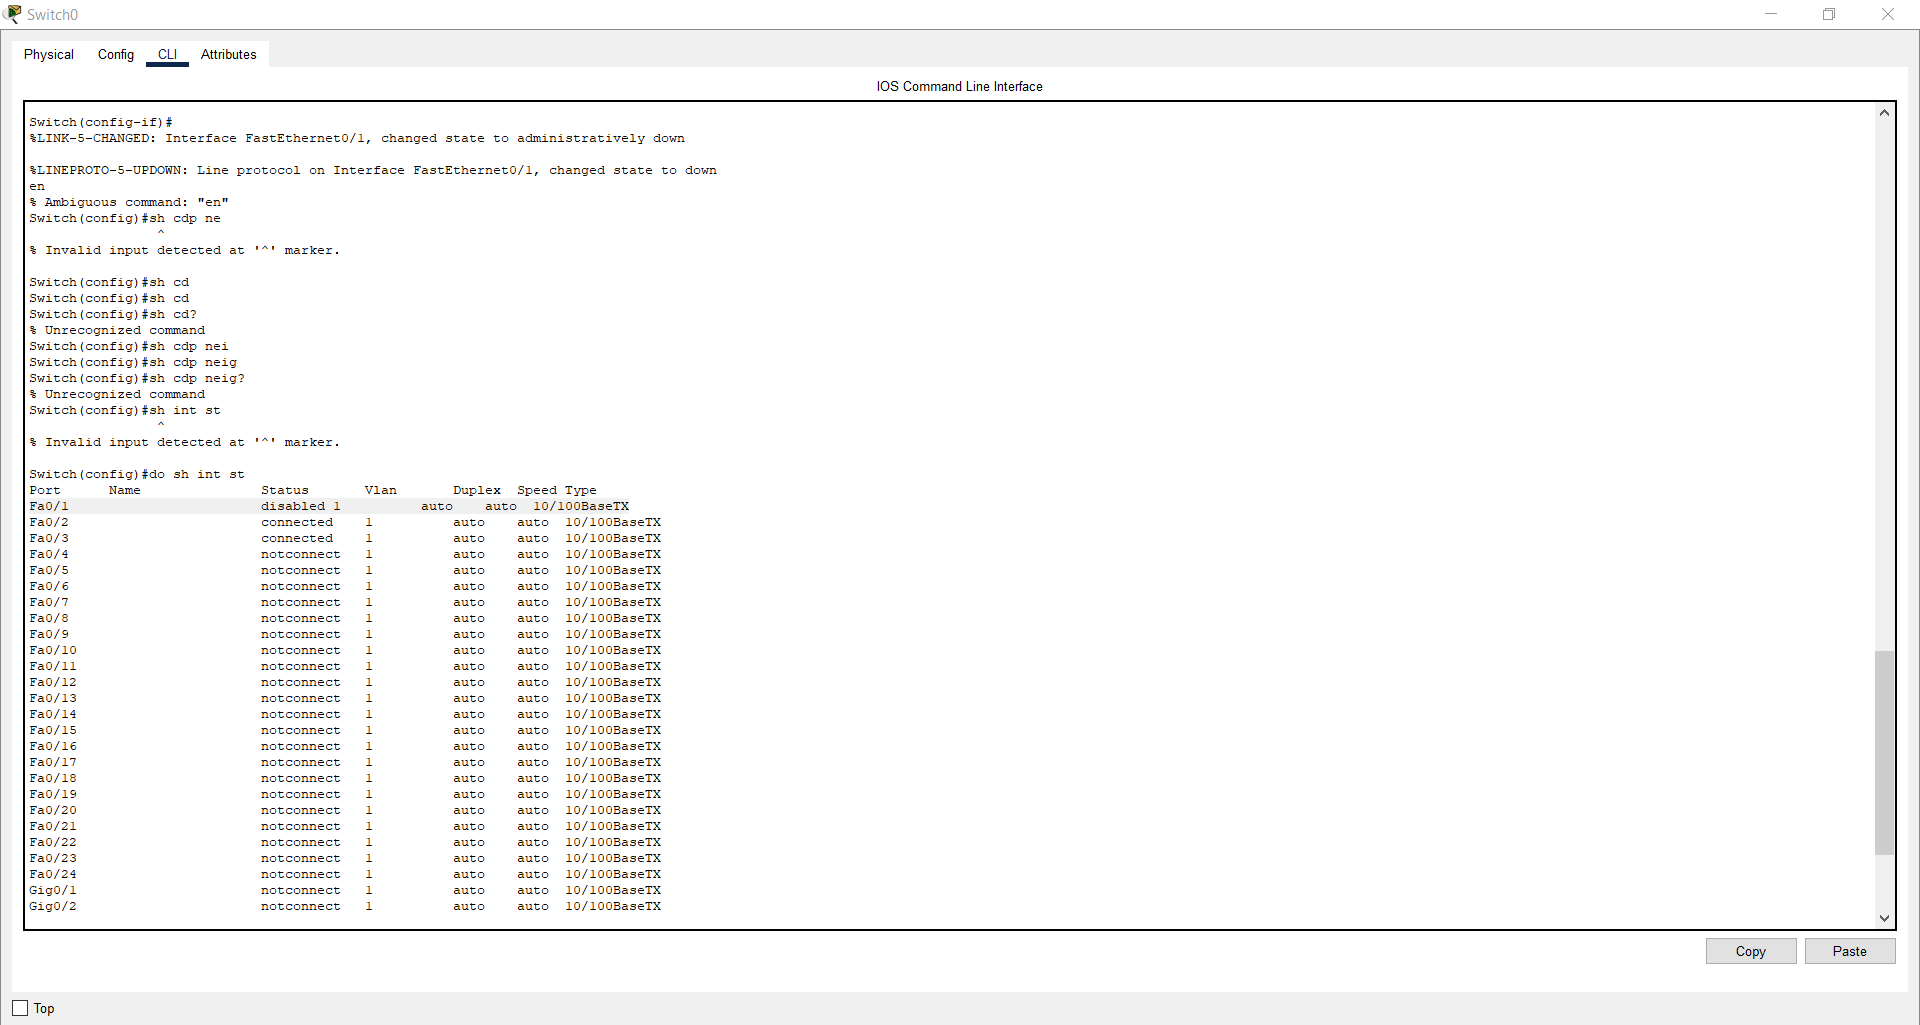 Switch0
Physical Config CLI Attributes
IOS Command Line Interface
Switch(config-if)#
%LINK-5-CHANGED: Interface FastEthernet0/1, changed state to administratively down
%LINEPROTO-5-UPDOWN: Line protocol on Interface FastEthernet0/1, changed state to down
en
% Ambiguous command: "en"
Switch(config)#sh cdp ne
^
% Invalid input detected at '^' marker.
Switch(config)#sh cd
Switch(config)#sh cd
Switch(config)#sh cd?
% Unrecognized command
Switch(config)#sh cdp nei
Switch(config)#sh cdp neig
Switch(config)#sh cdp neig?
% Unrecognized command
Switch(config)#sh int st
^
% Invalid input detected at '^' marker.
Switch(config)#do sh int st
Port Name Status Vlan Duplex Speed Type
Fa0/1 disabled 1 auto auto 10/100BaseTX
Fa0/2 connected 1 auto auto 10/100BaseTX
Fa0/3 connected 1 auto auto 10/100BaseTX
Fa0/4 notconnect 1 auto auto 10/100BaseTX
Fa0/5 notconnect 1 auto auto 10/100BaseTX
Fa0/6 notconnect 1 auto auto 10/100BaseTX
Fa0/7 notconnect 1 auto auto 10/100BaseTX
Fa0/8 notconnect 1 auto auto 10/100BaseTX
Fa0/9 notconnect 1 auto auto 10/100BaseTX
Fa0/10 notconnect 1 auto auto 10/100BaseTX
Fa0/11 notconnect 1 auto auto 10/100BaseTX
Fa0/12 notconnect 1 auto auto 10/100BaseTX
Fa0/13 notconnect 1 auto auto 10/100BaseTX
Fa0/14 notconnect 1 auto auto 10/100BaseTX
Fa0/15 notconnect 1 auto auto 10/100BaseTX
Fa0/16 notconnect 1 auto auto 10/100BaseTX
Fa0/17 notconnect 1 auto auto 10/100BaseTX
Fa0/18 notconnect 1 auto auto 10/100BaseTX
Fa0/19 notconnect 1 auto auto 10/100BaseTX
Fa0/20 notconnect 1 auto auto 10/100BaseTX
Fa0/21 notconnect 1 auto auto 10/100BaseTX
Fa0/22 notconnect 1 auto auto 10/100BaseTX
Fa0/23 notconnect 1 auto auto 10/100BaseTX
Fa0/24 notconnect 1 auto auto 10/100BaseTX
Gig0/1 notconnect 1 auto auto 10/100BaseTX
Gig0/2 notconnect 1 auto auto 10/100BaseTX
Copy Paste
Top